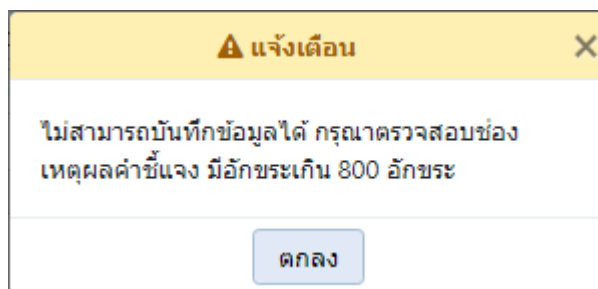 แจ้งเตือน
ไม่สามารถบันทึกข้อมูลได้ กรุณาตรวจสอบช่อง
เหตุผลคำชี้แจง มีอักขระเกิน 800 อักขระ
ตกลง